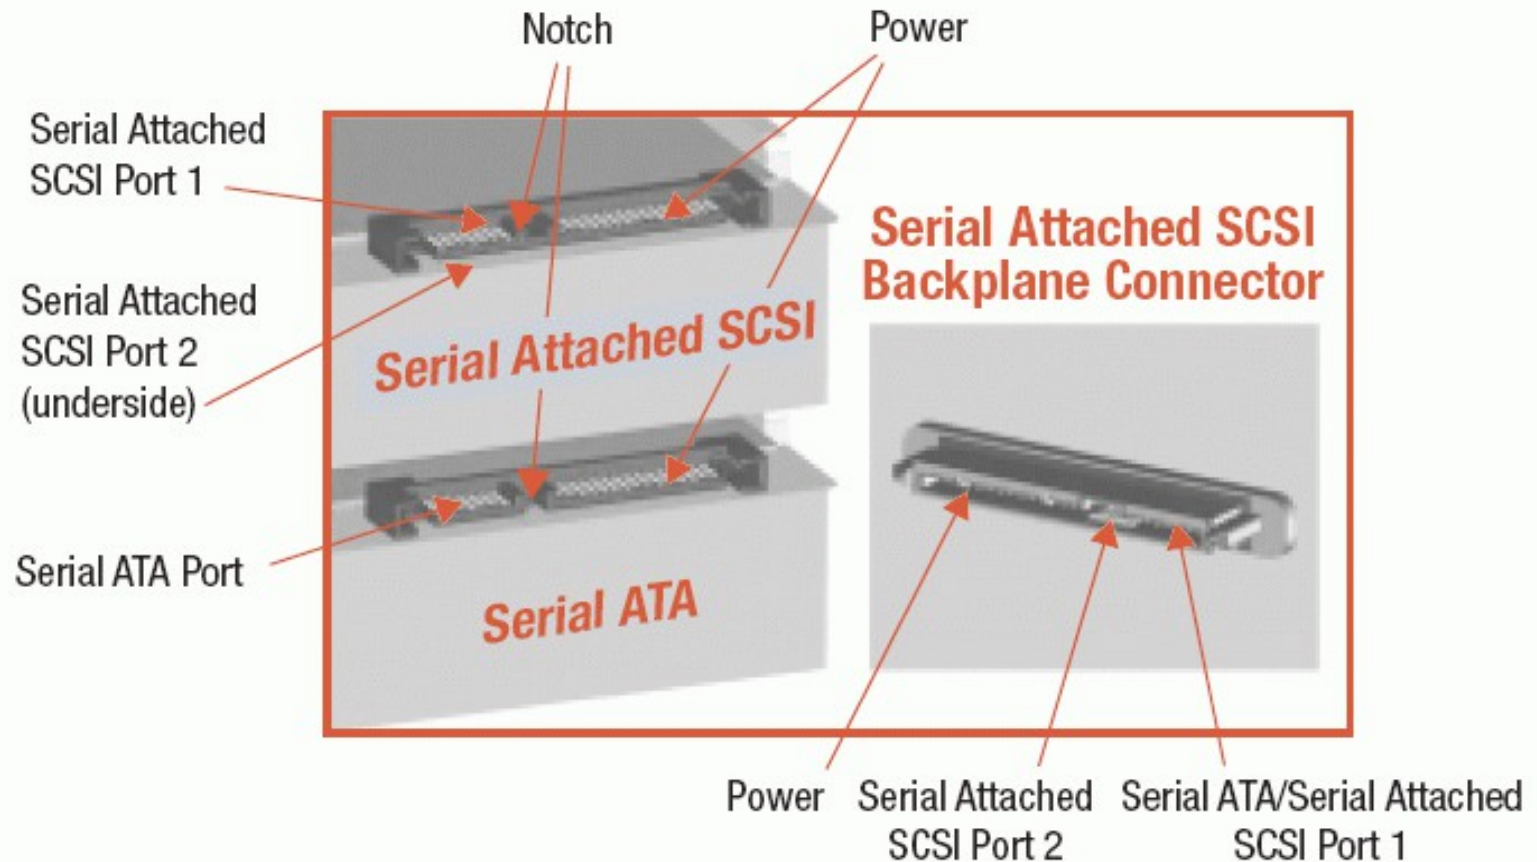 Notch
Power
Serial Attached
SCSI Port 1
Serial Attached SCSI
Backplane Connector
Serial Attached
SCSI Port 2
(underside)
Serial Attached SCSI
Serial ATA Port
Serial ATA
Power
Serial Attached
SCSI Port 2
Serial ATA/Serial Attached
SCSI Port 1